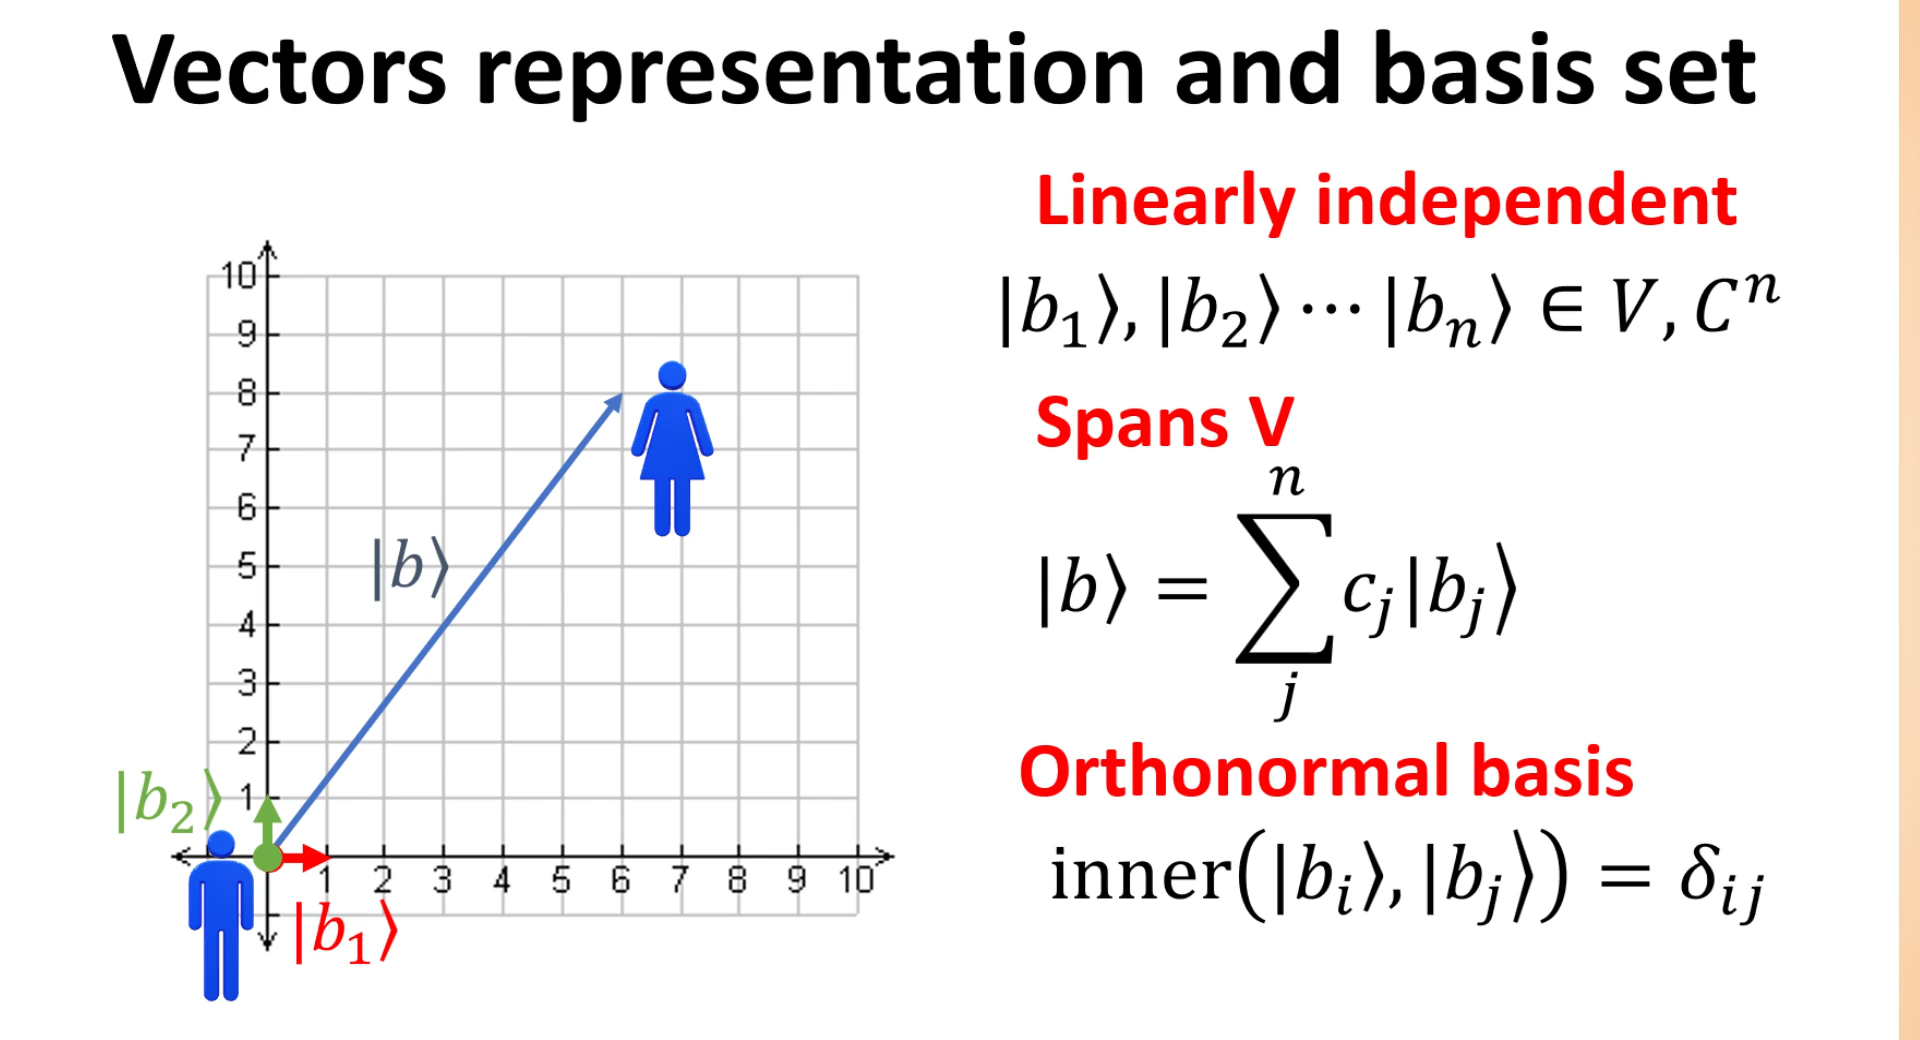 Vectors representation and basis set
Linearly independent
|b₁⟩, |b₂⟩ ⋯ |bₙ⟩ ∈ V, Cⁿ
Spans V
n
|b⟩ = ∑ cⱼ|bⱼ⟩
j
Orthonormal basis
inner(|bᵢ⟩, |bⱼ⟩) = δᵢⱼ
10
9
8
7
6
5
4
3
2
1
|b⟩
|b₂⟩
1 2 3 4 5 6 7 8 9 10
|b₁⟩